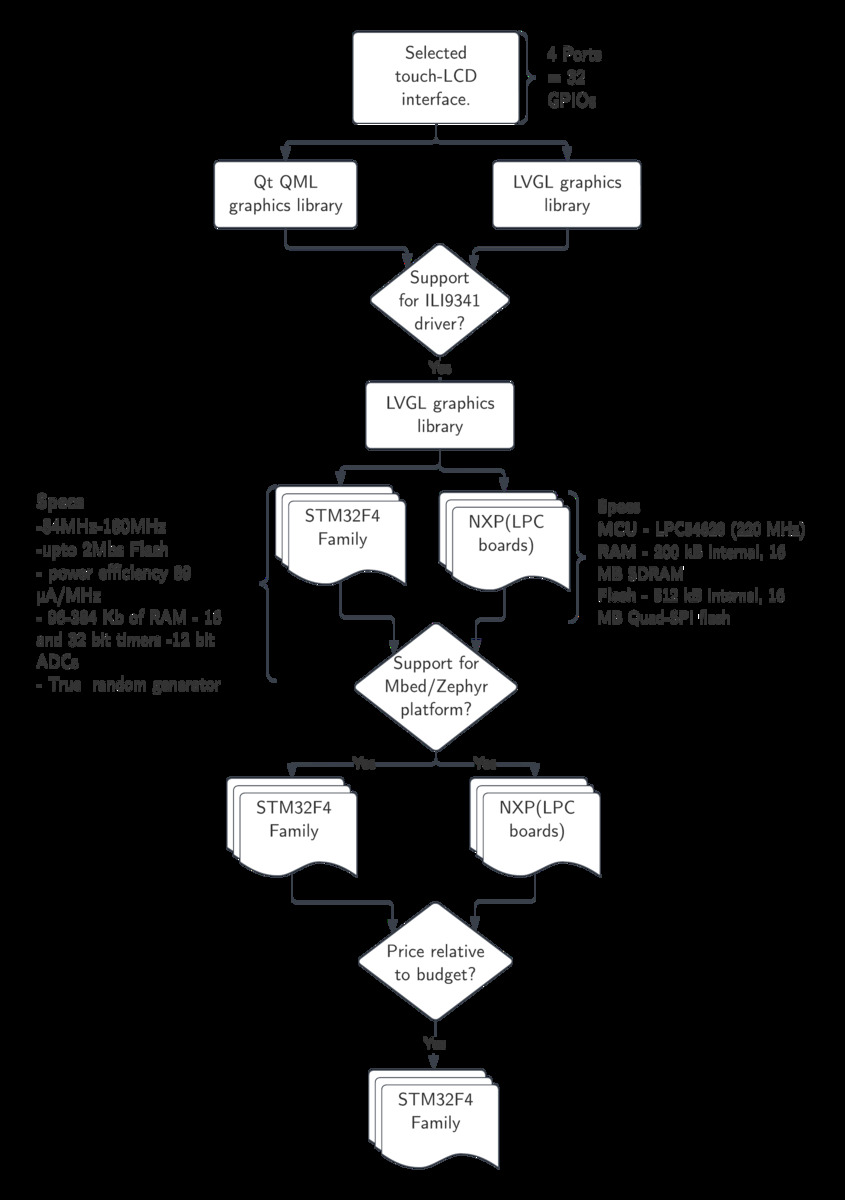 Selected
touch-LCD
interface.
4 Ports
= 32
GPIOs
Qt QML
graphics library
LVGL graphics
library
Support
for ILI9341
driver?
Yes
LVGL graphics
library
STM32F4
Family
NXP(LPC
boards)
Specs
-84MHz-180MHz
-upto 2Mbs Flash
- power efficiency 89
µA/MHz
- 96-384 Kb of RAM - 16
and 32 bit timers -12 bit
ADCs
- True random generator
Specs
MCU - LPC54628 (220 MHz)
RAM - 200 kB internal, 16
MB SDRAM
Flash - 512 kB internal, 16
MB Quad-SPI flash
Support for
Mbed/Zephyr
platform?
Yes
Yes
STM32F4
Family
NXP(LPC
boards)
Price relative
to budget?
Yes
STM32F4
Family